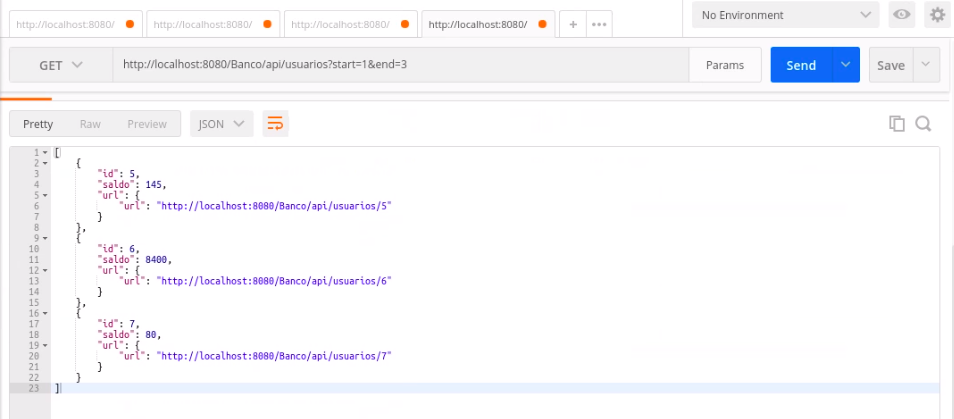 http://localhost:8080/ http://localhost:8080/ http://localhost:8080/ http://localhost:8080/ + ••• No Environment
GET http://localhost:8080/Banco/api/usuarios?start=1&end=3 Params Send Save
Pretty Raw Preview JSON
1 [
2 {
3 "id": 5,
4 "saldo": 145,
5 "url": {
6 "url": "http://localhost:8080/Banco/api/usuarios/5"
7 }
8 },
9 {
10 "id": 6,
11 "saldo": 8400,
12 "url": {
13 "url": "http://localhost:8080/Banco/api/usuarios/6"
14 }
15 },
16 {
17 "id": 7,
18 "saldo": 80,
19 "url": {
20 "url": "http://localhost:8080/Banco/api/usuarios/7"
21 }
22 }
23 ]